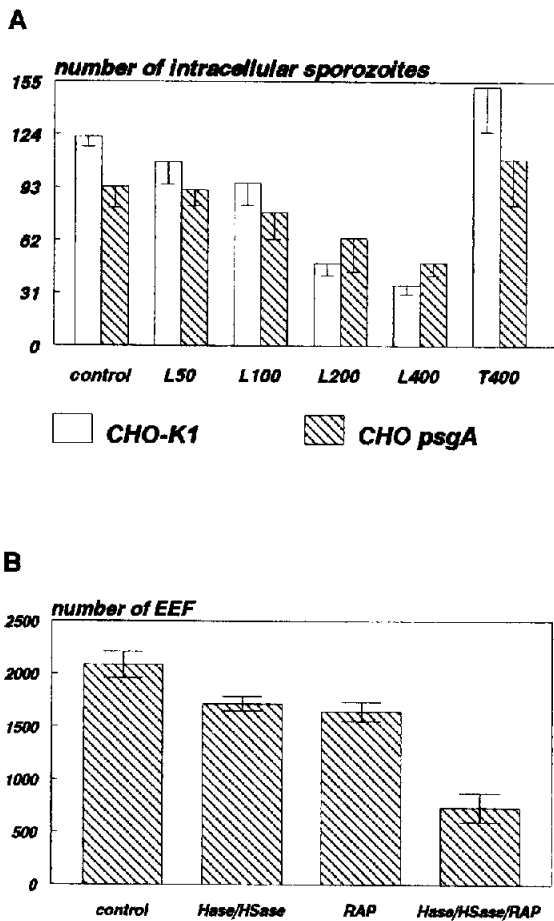 A
number of intracellular sporozoites
155
124
93
62
31
0
control L50 L100 L200 L400 T400
CHO-K1 CHO psgA
B
number of EEF
2500
2000
1500
1000
500
0
control Hase/HSase RAP Hase/HSase/RAP